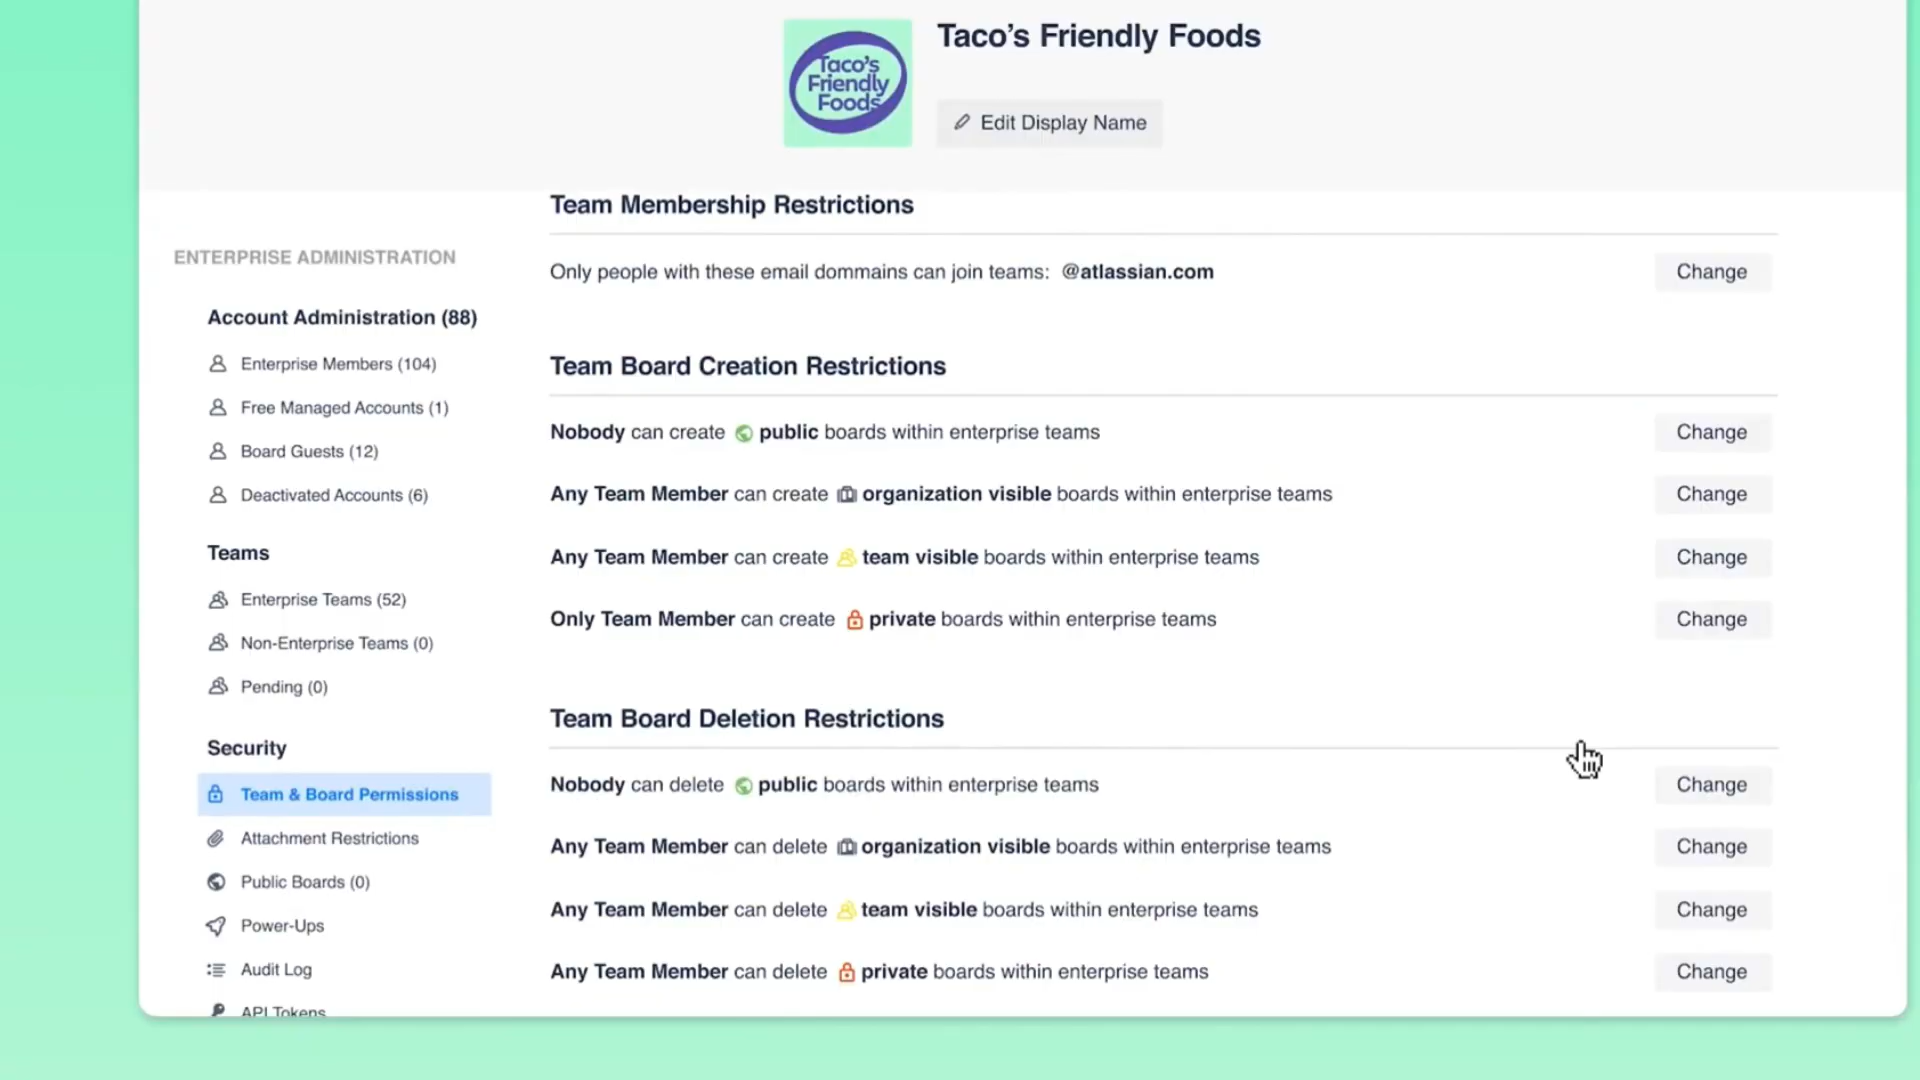 Taco's Friendly Foods
Taco's
Friendly
Foods
Edit Display Name
Team Membership Restrictions
Only people with these email dommains can join teams: @atlassian.com
Change
ENTERPRISE ADMINISTRATION
Account Administration (88)
Enterprise Members (104)
Free Managed Accounts (1)
Board Guests (12)
Deactivated Accounts (6)
Teams
Enterprise Teams (52)
Non-Enterprise Teams (0)
Pending (0)
Security
Team & Board Permissions
Attachment Restrictions
Public Boards (0)
Power-Ups
Audit Log
API Tokens
Team Board Creation Restrictions
Nobody can create public boards within enterprise teams
Change
Any Team Member can create organization visible boards within enterprise teams
Change
Any Team Member can create team visible boards within enterprise teams
Change
Only Team Member can create private boards within enterprise teams
Change
Team Board Deletion Restrictions
Nobody can delete public boards within enterprise teams
Change
Any Team Member can delete organization visible boards within enterprise teams
Change
Any Team Member can delete team visible boards within enterprise teams
Change
Any Team Member can delete private boards within enterprise teams
Change